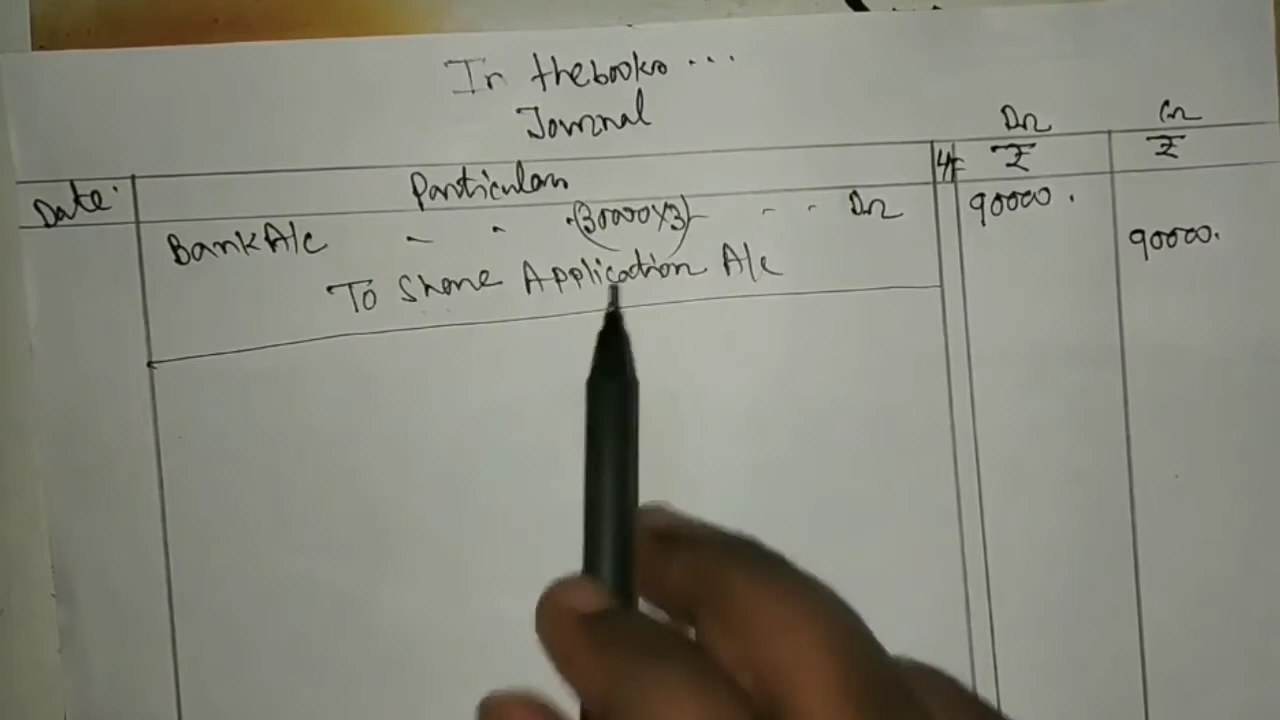 In the books ...
Journal
Dr Cr
Date. Particulars L/F ₹ ₹
Bank A/c - - (30000x3) - - Dr 90000.
To Share Application A/c 90000.